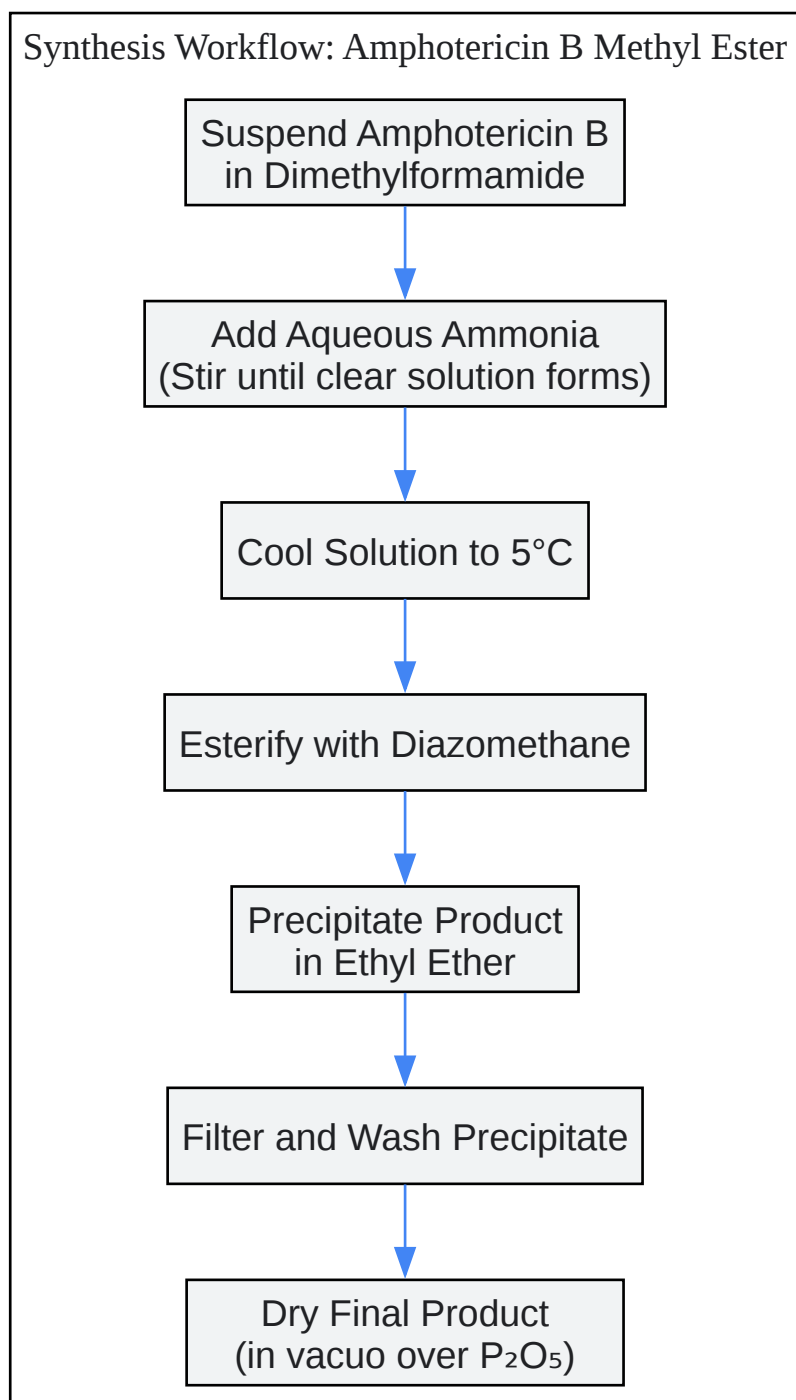 Synthesis Workflow: Amphotericin B Methyl Ester
Suspend Amphotericin B
in Dimethylformamide
Add Aqueous Ammonia
(Stir until clear solution forms)
Cool Solution to 5°C
Esterify with Diazomethane
Precipitate Product
in Ethyl Ether
Filter and Wash Precipitate
Dry Final Product
(in vacuo over P₂O₅)